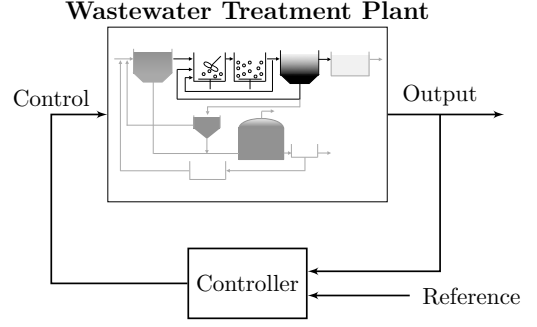 Wastewater Treatment Plant
Control
Output
Controller
Reference